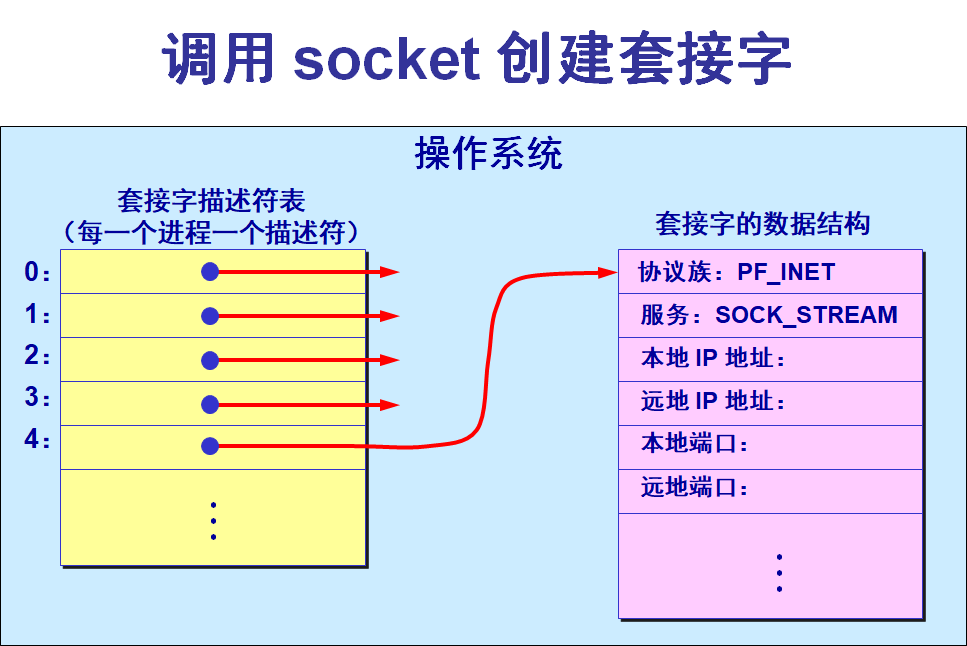 调用 socket 创建套接字
操作系统
套接字描述符表
（每一个进程一个描述符）
0：
1：
2：
3：
4：
套接字的数据结构
协议族：PF_INET
服务：SOCK_STREAM
本地 IP 地址：
远地 IP 地址：
本地端口：
远地端口：